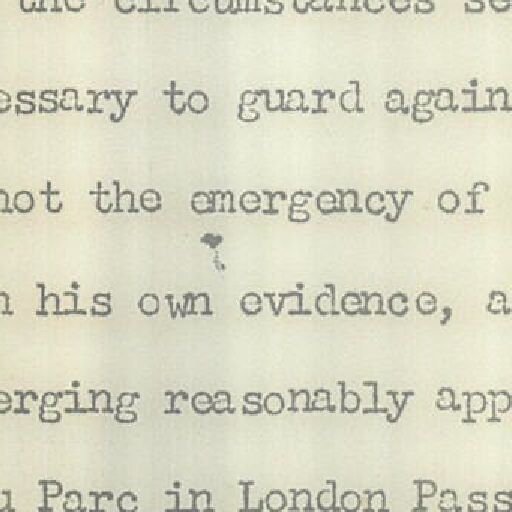 the circumstances se
essary to guard again
not the emergency of
n his own evidence, a
erging reasonably app
u Parc in London Pass